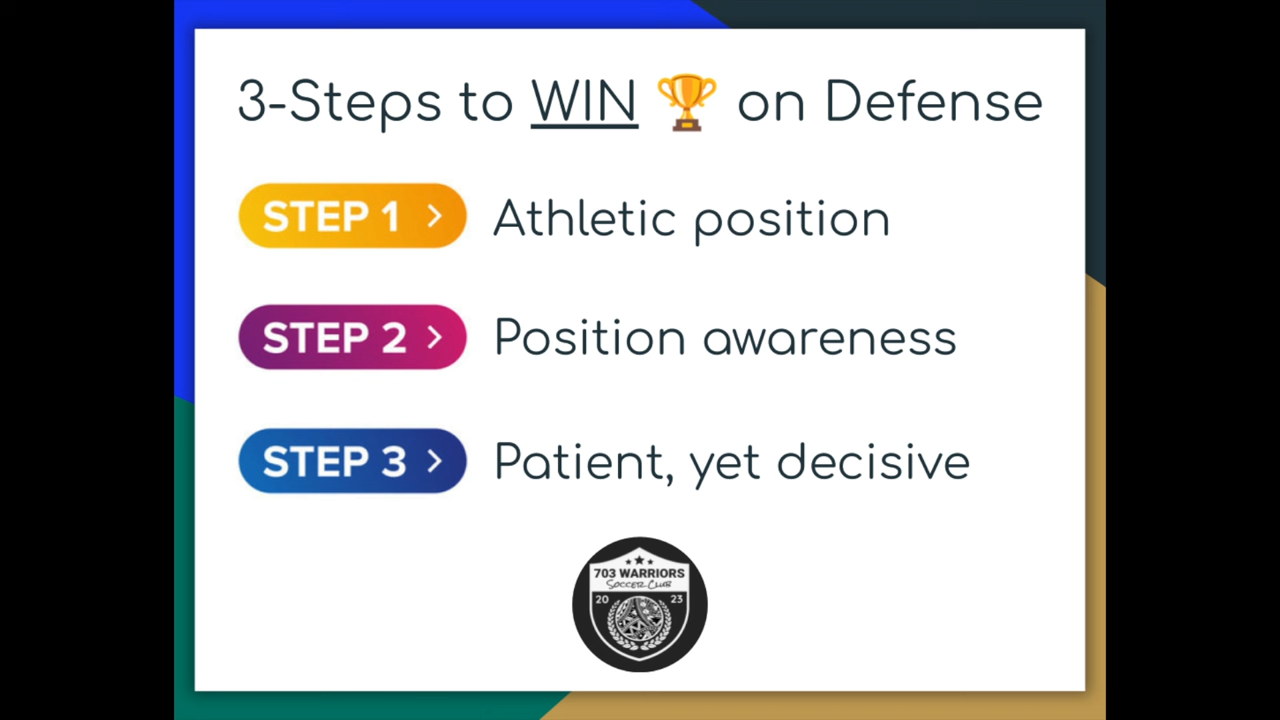 3-Steps to WIN 🏆 on Defense
STEP 1 >
Athletic position
STEP 2 >
Position awareness
STEP 3 >
Patient, yet decisive
703 WARRIORS
Soccer Club
20 23